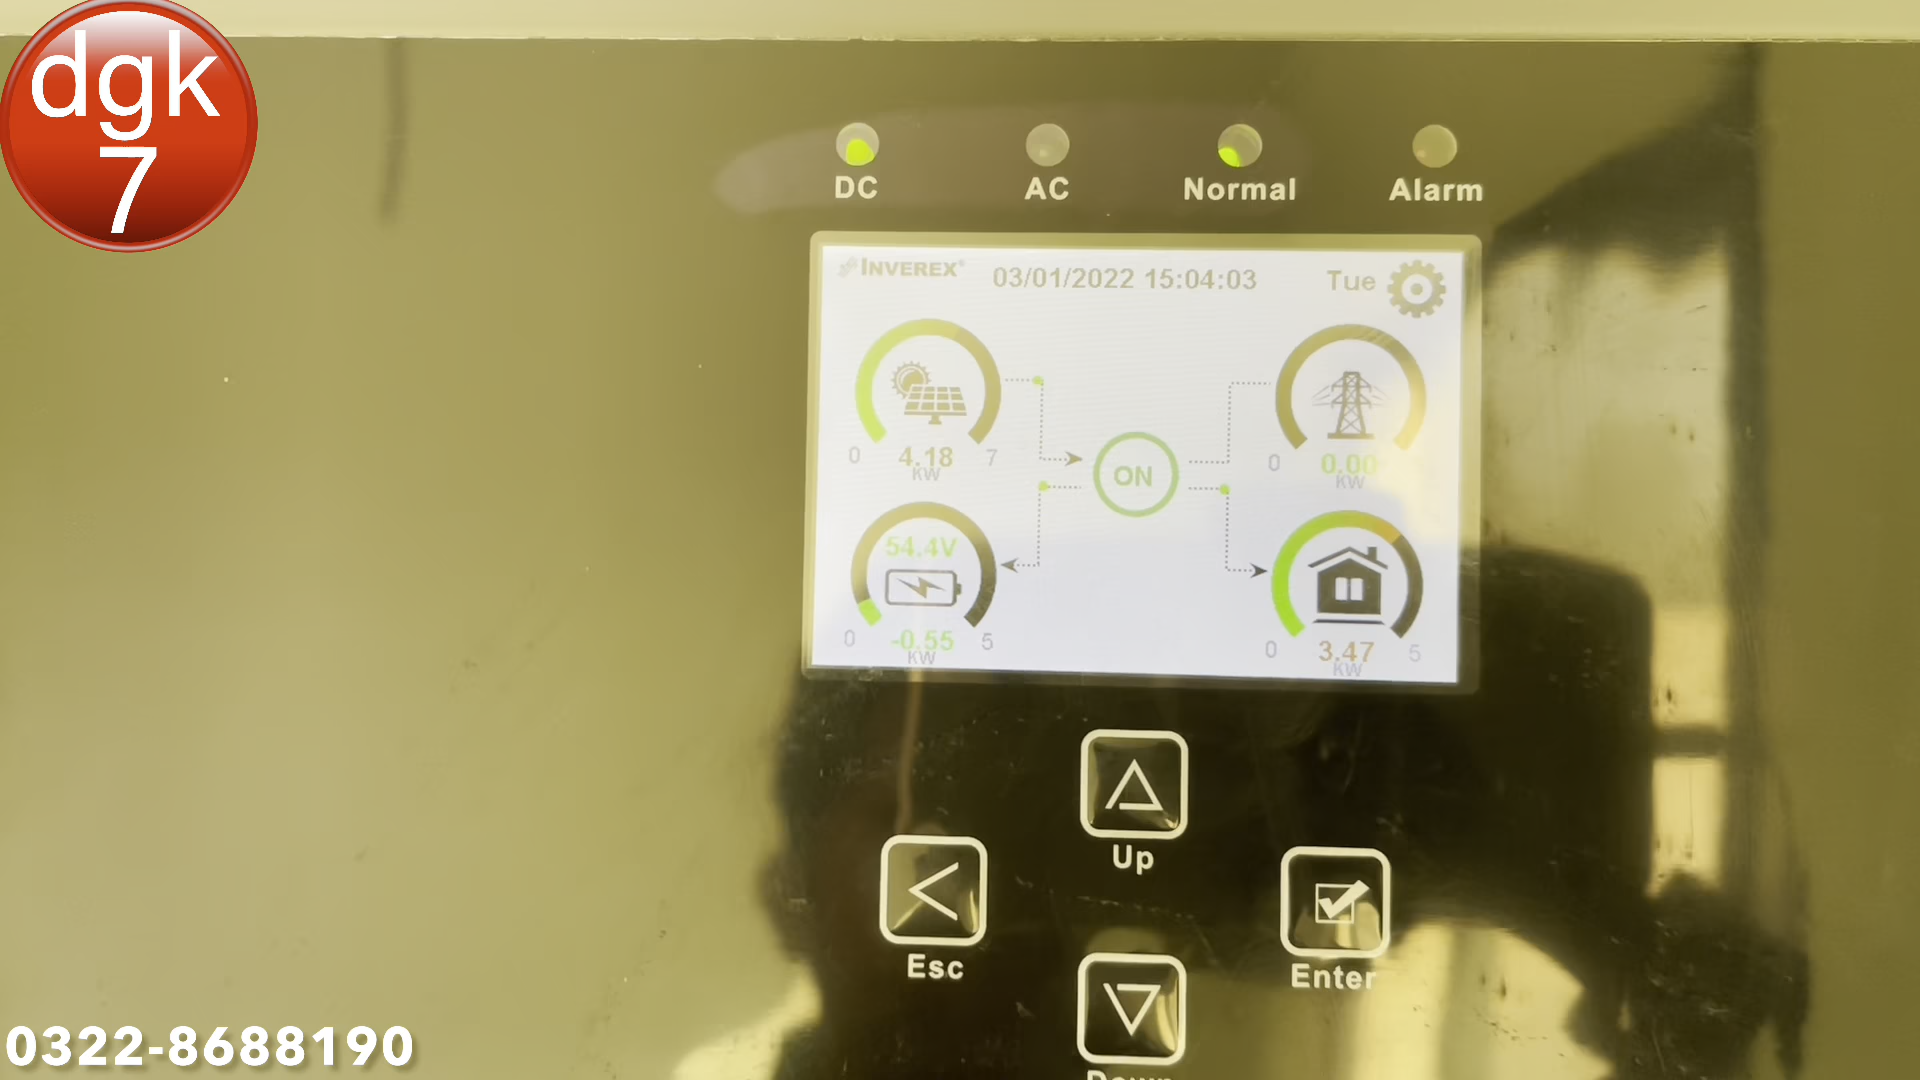 dgk
7
DC
AC
Normal
Alarm
INVEREX
03/01/2022 15:04:03
Tue
0
4.18
7
KW
0
0.00
KW
ON
54.4V
0
-0.55
5
KW
0
3.47
5
KW
Up
Esc
Enter
Down
0322-8688190